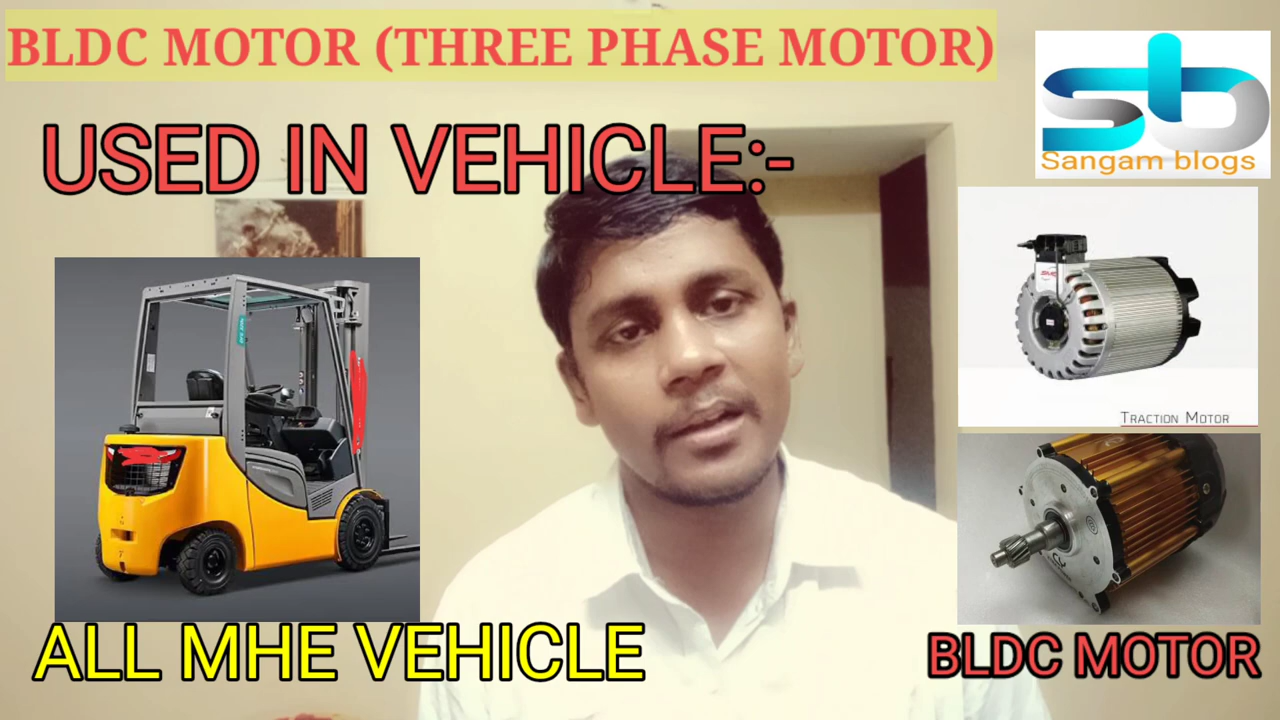 BLDC MOTOR (THREE PHASE MOTOR)
USED IN VEHICLE:-
Sangam blogs
TRACTION MOTOR
ALL MHE VEHICLE
BLDC MOTOR